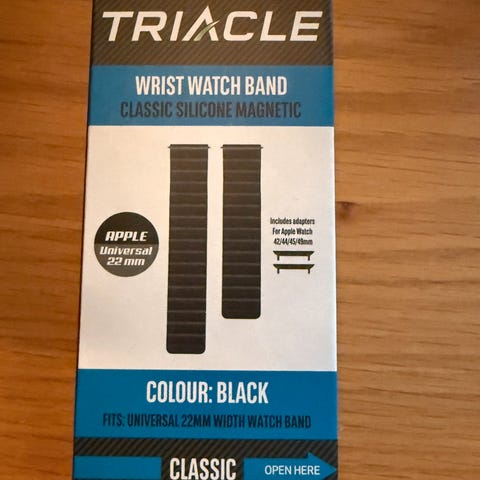 TRIACLE
WRIST WATCH BAND
CLASSIC SILICONE MAGNETIC
APPLE
Universal
22 mm
Includes adapters
For Apple Watch
42/44/45/49mm
COLOUR: BLACK
FITS: UNIVERSAL 22MM WIDTH WATCH BAND
CLASSIC
OPEN HERE